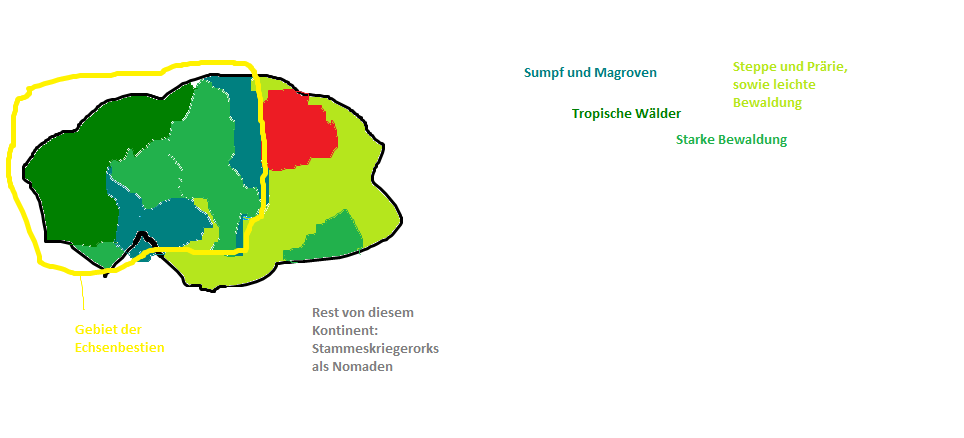 Sumpf und Magroven
Steppe und Prärie,
sowie leichte
Bewaldung
Tropische Wälder
Starke Bewaldung
Gebiet der
Echsenbestien
Rest von diesem
Kontinent:
Stammeskriegerorks
als Nomaden